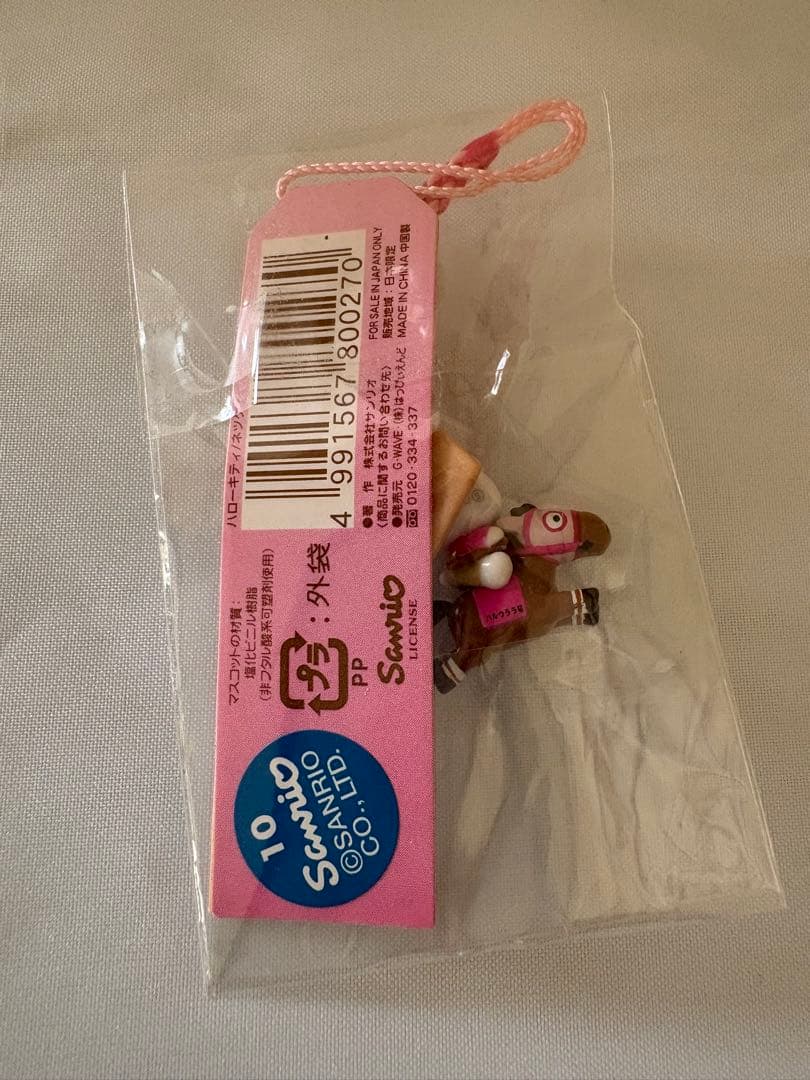 ハローキティ/ネッ
4 991567 800270
●著 作 株式会社サンリオ
〈商品に関するお問い合わせ先〉
●発売元 G･WAVE･(株)はっぴぃえんど
0120･334･337
FOR SALE IN JAPAN ONLY
販売地域：日本限定
MADE IN CHINA 中国製
マスコットの材質：
塩化ビニル樹脂
(非フタル酸系可塑剤使用)
プラ：外袋
PP
Sanrio
LICENSE
10
Sanrio
©SANRIO
CO.,LTD.